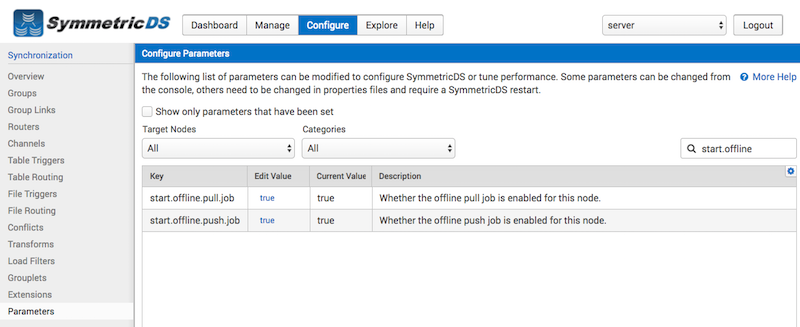 SymmetricDS
Dashboard Manage Configure Explore Help
server
Logout
Synchronization
Overview
Groups
Group Links
Routers
Channels
Table Triggers
Table Routing
File Triggers
File Routing
Conflicts
Transforms
Load Filters
Grouplets
Extensions
Parameters
Configure Parameters
The following list of parameters can be modified to configure SymmetricDS or tune performance. Some parameters can be changed from
the console, others need to be changed in properties files and require a SymmetricDS restart.
More Help
Show only parameters that have been set
Target Nodes Categories
All All start.offline
Key Edit Value Current Value Description
start.offline.pull.job true true Whether the offline pull job is enabled for this node.
start.offline.push.job true true Whether the offline push job is enabled for this node.